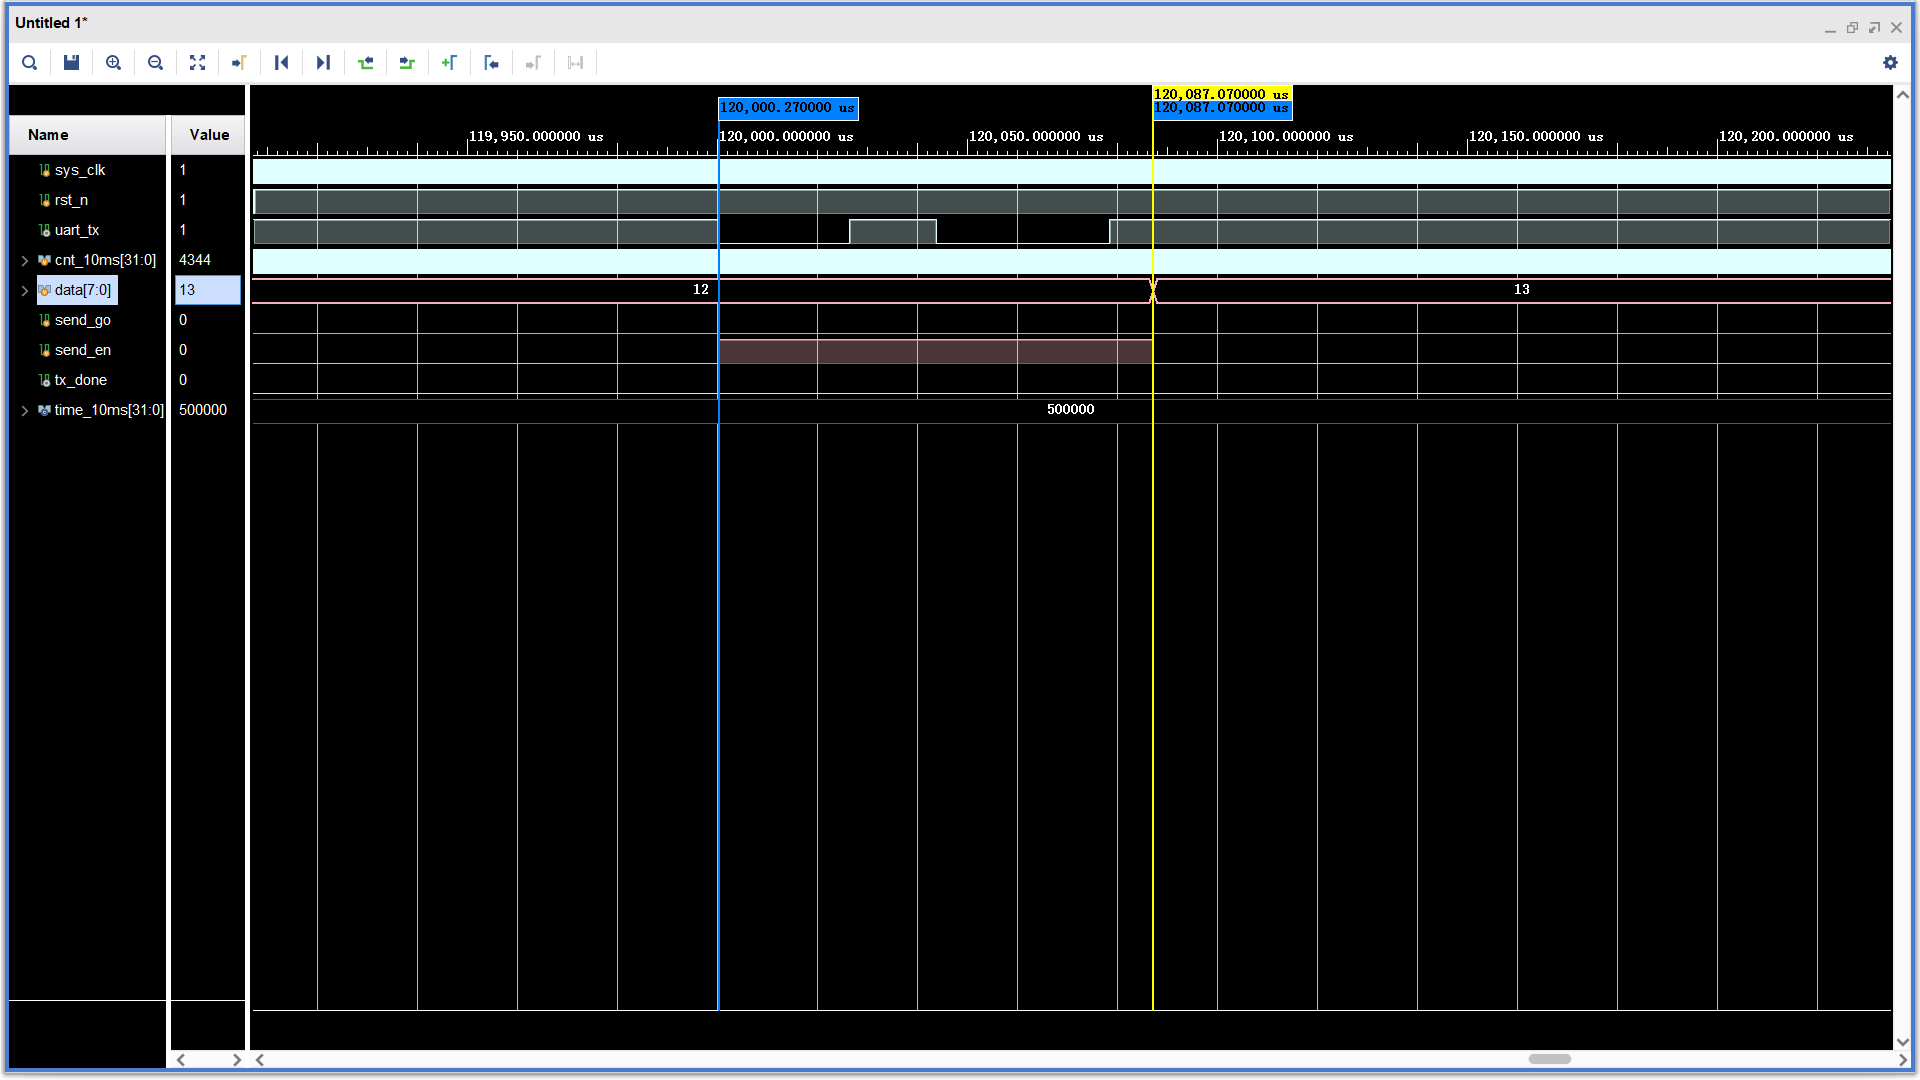 Untitled 1*
120,087.070000 us
120,000.270000 us 120,087.070000 us
Name Value 119,950.000000 us 120,000.000000 us 120,050.000000 us 120,100.000000 us 120,150.000000 us 120,200.000000 us
sys_clk 1
rst_n 1
uart_tx 1
cnt_10ms[31:0] 4344
data[7:0] 13 12 13
send_go 0
send_en 0
tx_done 0
time_10ms[31:0] 500000 500000